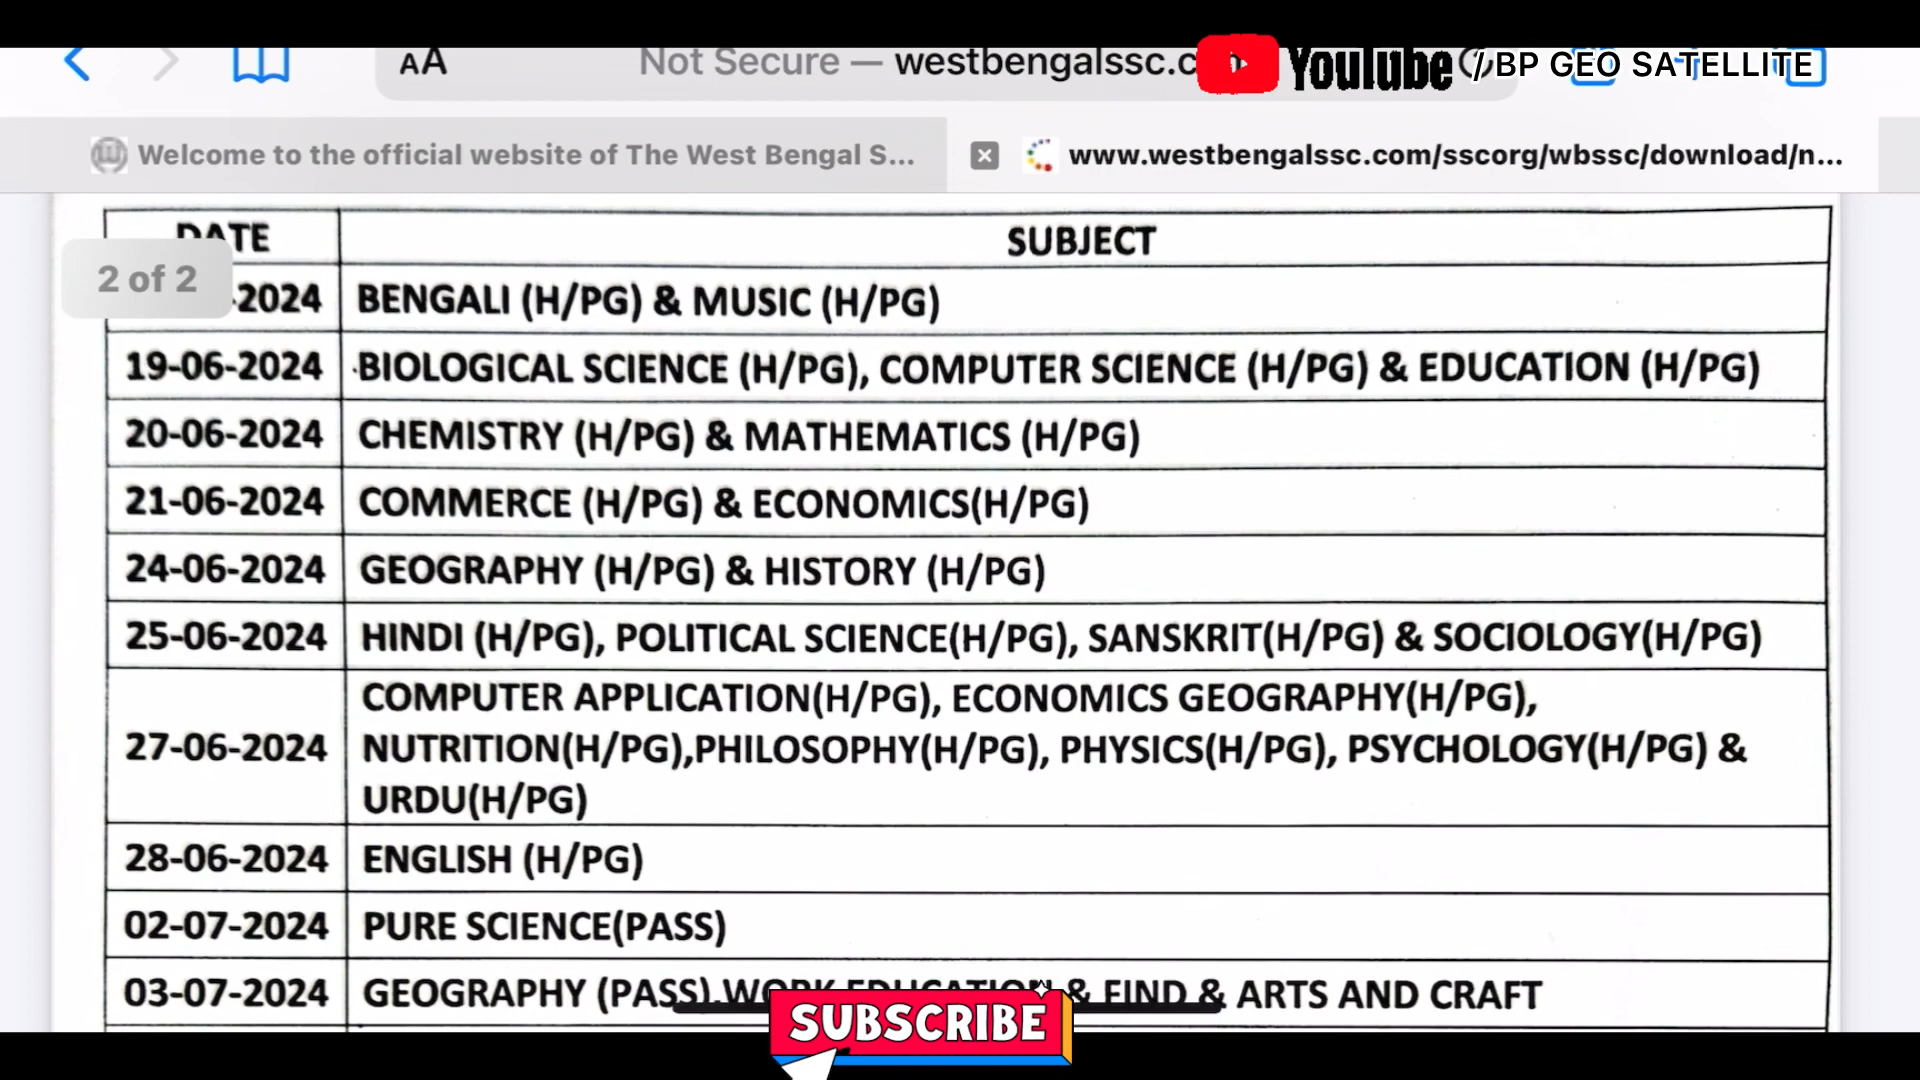 AA
Not Secure — westbengalssc.c
YouTube / BP GEO SATELLITE
Welcome to the official website of The West Bengal S...
www.westbengalssc.com/sscorg/wbssc/download/n...
DATE SUBJECT
2 of 2
-2024 BENGALI (H/PG) & MUSIC (H/PG)
19-06-2024 BIOLOGICAL SCIENCE (H/PG), COMPUTER SCIENCE (H/PG) & EDUCATION (H/PG)
20-06-2024 CHEMISTRY (H/PG) & MATHEMATICS (H/PG)
21-06-2024 COMMERCE (H/PG) & ECONOMICS(H/PG)
24-06-2024 GEOGRAPHY (H/PG) & HISTORY (H/PG)
25-06-2024 HINDI (H/PG), POLITICAL SCIENCE(H/PG), SANSKRIT(H/PG) & SOCIOLOGY(H/PG)
COMPUTER APPLICATION(H/PG), ECONOMICS GEOGRAPHY(H/PG),
27-06-2024 NUTRITION(H/PG),PHILOSOPHY(H/PG), PHYSICS(H/PG), PSYCHOLOGY(H/PG) &
URDU(H/PG)
28-06-2024 ENGLISH (H/PG)
02-07-2024 PURE SCIENCE(PASS)
03-07-2024 GEOGRAPHY (PASS),WORK EDUCATION & FIND & ARTS AND CRAFT
SUBSCRIBE